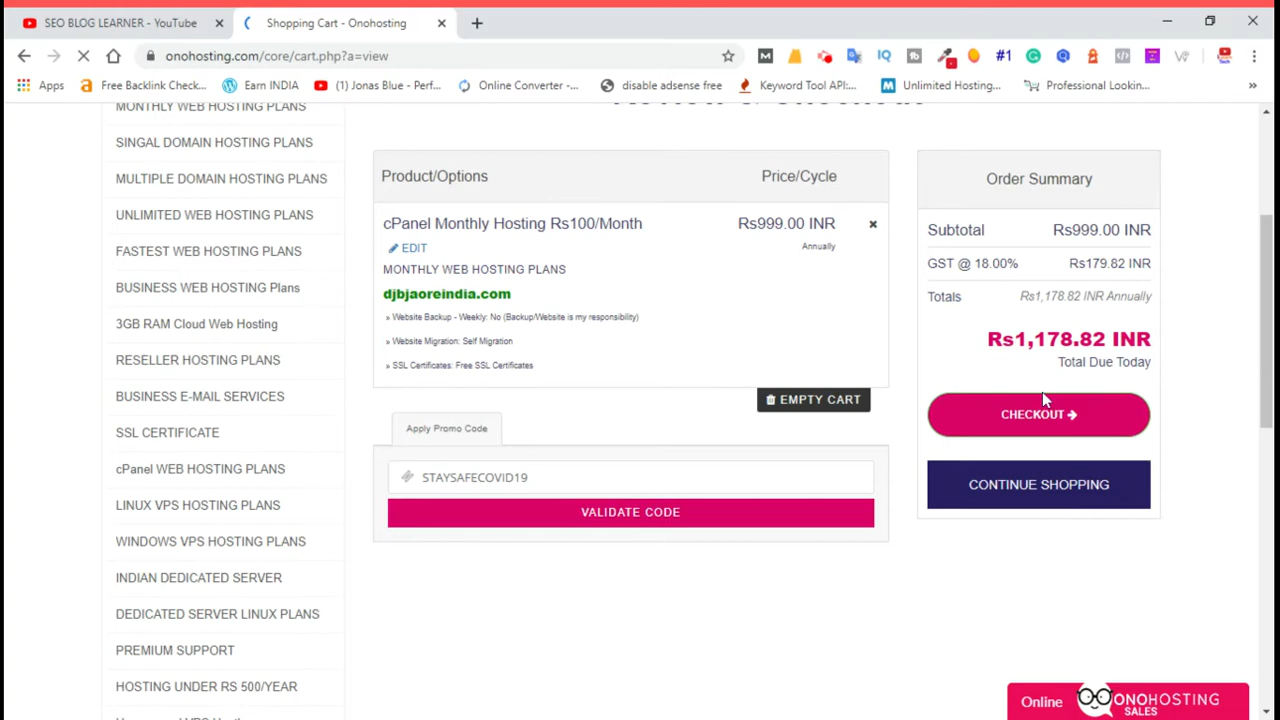 SEO BLOG LEARNER - YouTube
Shopping Cart - Onohosting
onohosting.com/core/cart.php?a=view
Apps
Free Backlink Check...
Earn INDIA
(1) Jonas Blue - Perf...
Online Converter -...
disable adsense free
Keyword Tool API:...
Unlimited Hosting...
Professional Lookin...
MONTHLY WEB HOSTING PLANS
SINGAL DOMAIN HOSTING PLANS
MULTIPLE DOMAIN HOSTING PLANS
UNLIMITED WEB HOSTING PLANS
FASTEST WEB HOSTING PLANS
BUSINESS WEB HOSTING Plans
3GB RAM Cloud Web Hosting
RESELLER HOSTING PLANS
BUSINESS E-MAIL SERVICES
SSL CERTIFICATE
cPanel WEB HOSTING PLANS
LINUX VPS HOSTING PLANS
WINDOWS VPS HOSTING PLANS
INDIAN DEDICATED SERVER
DEDICATED SERVER LINUX PLANS
PREMIUM SUPPORT
HOSTING UNDER RS 500/YEAR
Product/Options Price/Cycle
cPanel Monthly Hosting Rs100/Month Rs999.00 INR
EDIT Annually
MONTHLY WEB HOSTING PLANS
djbjaoreindia.com
» Website Backup - Weekly: No (Backup/Website is my responsibility)
» Website Migration: Self Migration
» SSL Certificates: Free SSL Certificates
EMPTY CART
Apply Promo Code
STAYSAFECOVID19
VALIDATE CODE
Order Summary
Subtotal Rs999.00 INR
GST @ 18.00% Rs179.82 INR
Totals Rs1,178.82 INR Annually
Rs1,178.82 INR
Total Due Today
CHECKOUT
CONTINUE SHOPPING
Online ONOHOSTING
SALES